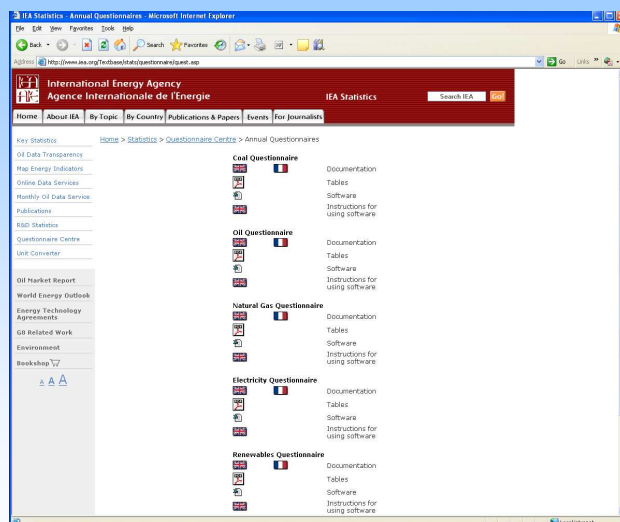 IEA Statistics - Annual Questionnaires - Microsoft Internet Explorer
File Edit View Favorites Tools Help
Back Search Favorites
Address http://www.iea.org/Textbase/stats/questionnaire/quest.asp Go Links »
International Energy Agency
Agence Internationale de l'Energie
IEA Statistics
Search IEA Go!
Home About IEA By Topic By Country Publications & Papers Events For Journalists
Home > Statistics > Questionnaire Centre > Annual Questionnaires
Key Statistics
Oil Data Transparency
Map Energy Indicators
Online Data Services
Monthly Oil Data Service
Publications
R&D Statistics
Questionnaire Centre
Unit Converter
Oil Market Report
World Energy Outlook
Energy Technology
Agreements
G8 Related Work
Environment
Bookshop
A A A
Coal Questionnaire
Documentation
Tables
Software
Instructions for
using software
Oil Questionnaire
Documentation
Tables
Software
Instructions for
using software
Natural Gas Questionnaire
Documentation
Tables
Software
Instructions for
using software
Electricity Questionnaire
Documentation
Tables
Software
Instructions for
using software
Renewables Questionnaire
Documentation
Tables
Software
Instructions for
using software